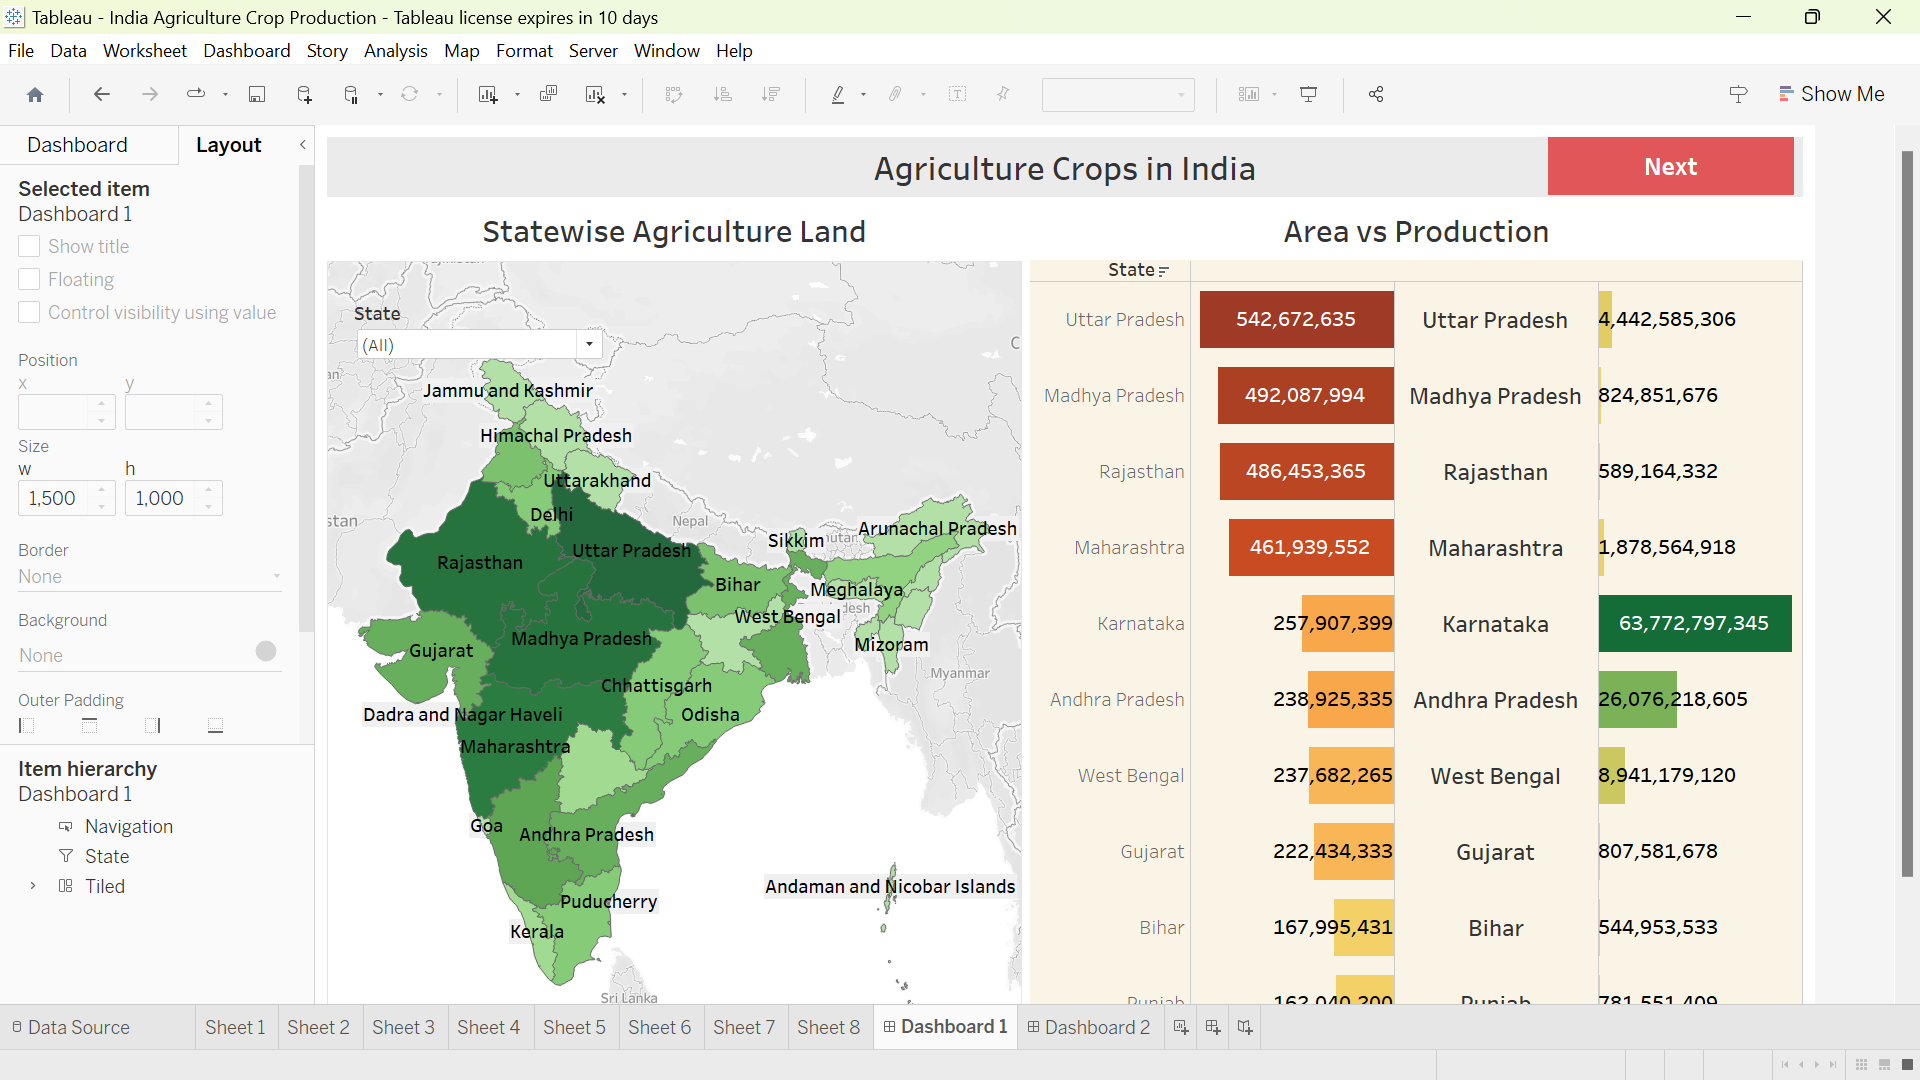 Tableau - India Agriculture Crop Production - Tableau license expires in 10 days
File Data Worksheet Dashboard Story Analysis Map Format Server Window Help
Show Me
Dashboard
Layout
Selected item
Dashboard 1
Show title
Floating
Control visibility using value
Position
x y
Size
w h
1,500 1,000
Border
None
Background
None
Outer Padding
Item hierarchy
Dashboard 1
Navigation
State
Tiled
Agriculture Crops in India
Next
Statewise Agriculture Land
State
(All)
Jammu and Kashmir
Himachal Pradesh
Uttarakhand
Delhi
Nepal
Arunachal Pradesh
Sikkim
Uttar Pradesh
Rajasthan
Bihar
Meghalaya
West Bengal
Madhya Pradesh
Mizoram
Gujarat
Myanmar
Chhattisgarh
Dadra and Nagar Haveli
Odisha
Maharashtra
Goa
Andhra Pradesh
Andaman and Nicobar Islands
Puducherry
Kerala
Sri Lanka
Area vs Production
State
Uttar Pradesh 542,672,635 Uttar Pradesh 4,442,585,306
Madhya Pradesh 492,087,994 Madhya Pradesh 824,851,676
Rajasthan 486,453,365 Rajasthan 589,164,332
Maharashtra 461,939,552 Maharashtra 1,878,564,918
Karnataka 257,907,399 Karnataka 63,772,797,345
Andhra Pradesh 238,925,335 Andhra Pradesh 26,076,218,605
West Bengal 237,682,265 West Bengal 8,941,179,120
Gujarat 222,434,333 Gujarat 807,581,678
Bihar 167,995,431 Bihar 544,953,533
Punjab 162,040,200 Punjab 781,551,409
Data Source Sheet 1 Sheet 2 Sheet 3 Sheet 4 Sheet 5 Sheet 6 Sheet 7 Sheet 8 Dashboard 1 Dashboard 2